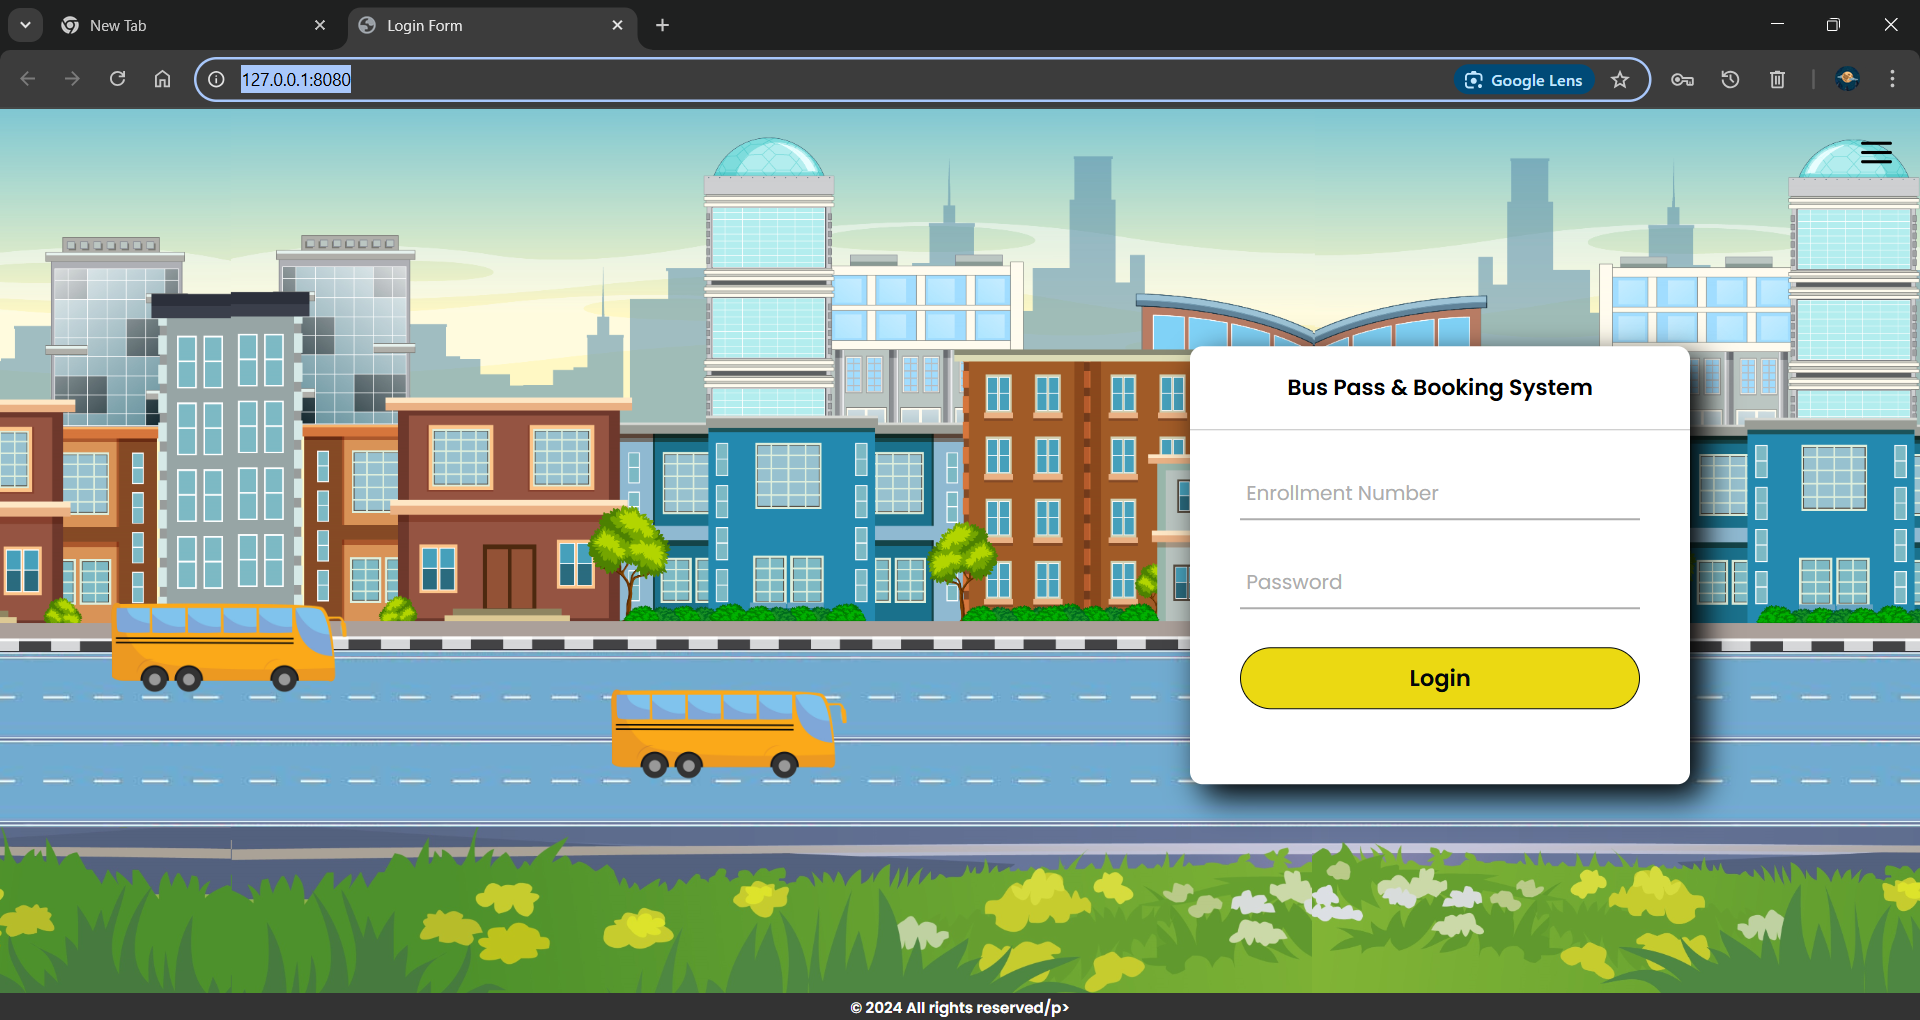 New Tab
Login Form
127.0.0.1:8080
Google Lens
Bus Pass & Booking System
Enrollment Number
Password
Login
© 2024 All rights reserved/p>